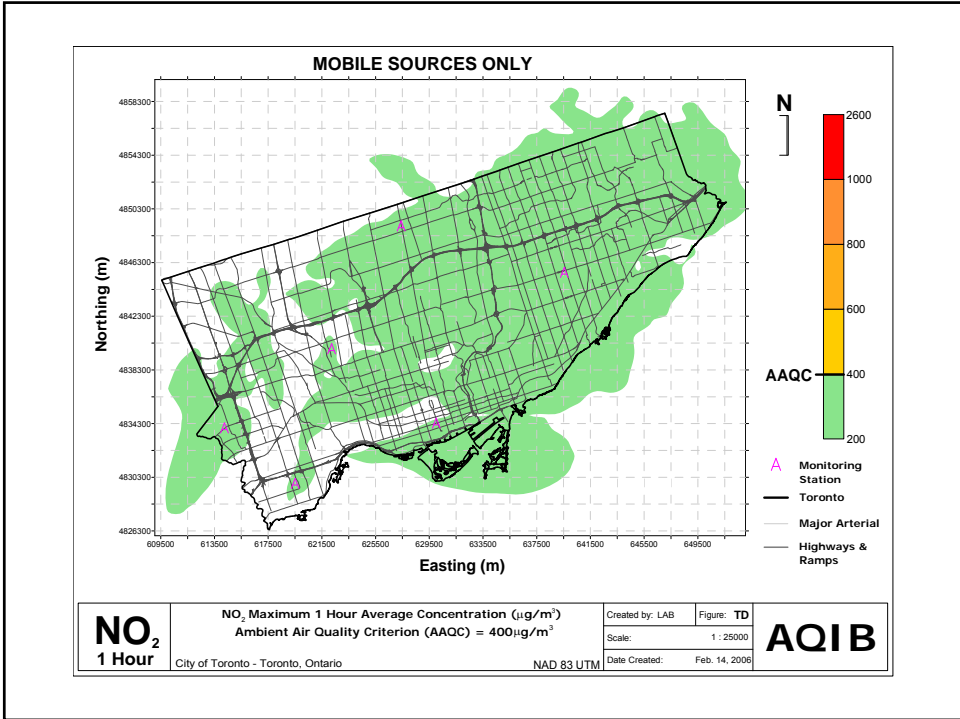 MOBILE SOURCES ONLY
4858300
4854300
4850300
4846300
4842300
4838300
4834300
4830300
4826300
Northing (m)
609500 613500 617500 621500 625500 629500 633500 637500 641500 645500 649500
Easting (m)
A
A
A
A
A
A
N
2600
1000
800
600
AAQC 400
200
A Monitoring
Station
Toronto
Major Arterial
Highways &
Ramps
NO2
1 Hour
NO2 Maximum 1 Hour Average Concentration (μg/m³)
Ambient Air Quality Criterion (AAQC) = 400μg/m³
City of Toronto - Toronto, Ontario NAD 83 UTM
Created by: LAB Figure: TD
Scale: 1 : 25000
Date Created: Feb. 14, 2006
AQIB